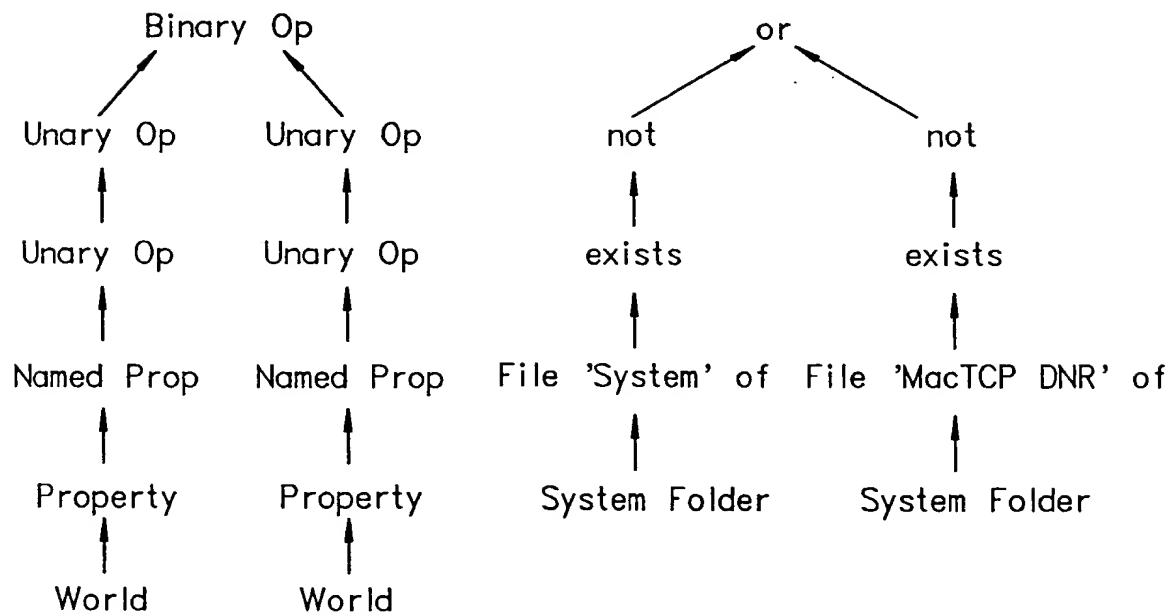 Binary Op or
Unary Op Unary Op not not
Unary Op Unary Op exists exists
Named Prop Named Prop File 'System' of File 'MacTCP DNR' of
Property Property System Folder System Folder
World World